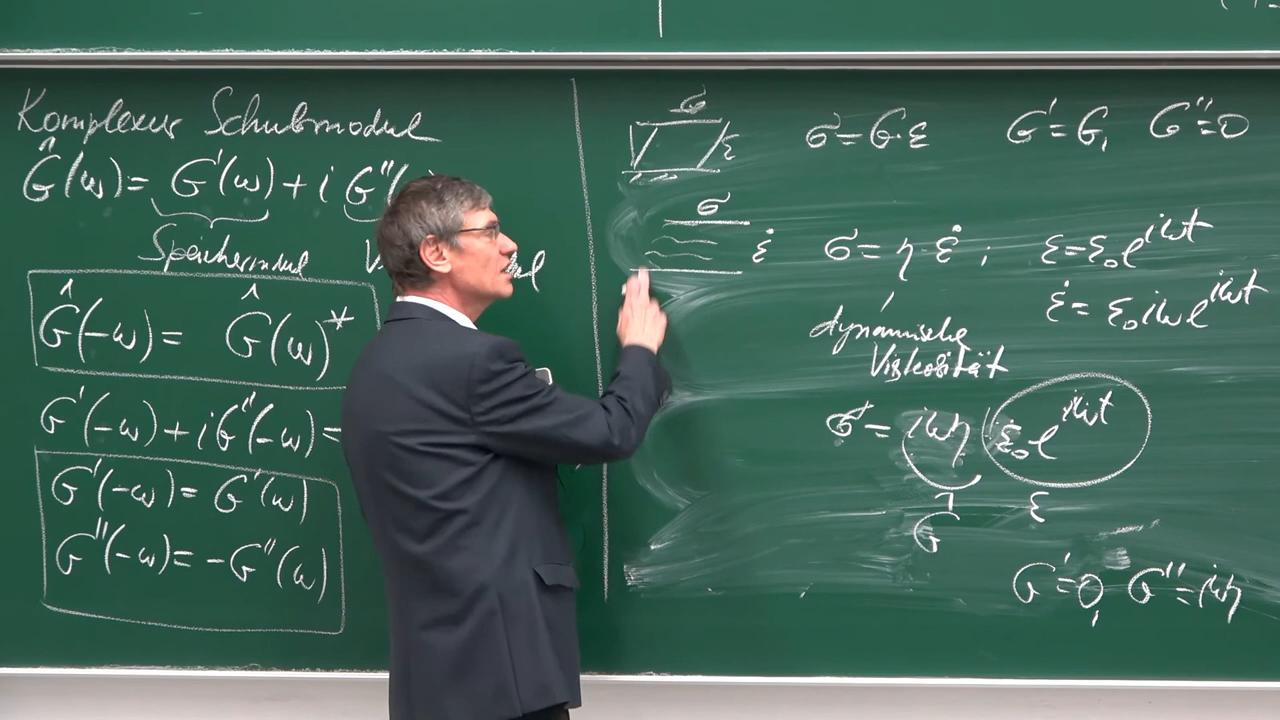 Komplexer Schubmodul
Ĝ(ω) = G'(ω) + i G''(
Speichermodul
Ĝ(-ω) = Ĝ(ω)*
G'(-ω) + i G''(-ω) =
G'(-ω) = G'(ω)
G''(-ω) = -G''(ω)
σ
ε
σ = G·ε
G' = G, G'' = 0
σ
ε̇
σ = η·ε̇ ; ε = ε₀e^{iωt}
ε̇ = ε₀iωe^{iωt}
dynamische
Viskosität
σ = iωη ε₀e^{iωt}
Ĝ ε
G' = 0, G'' = iωη